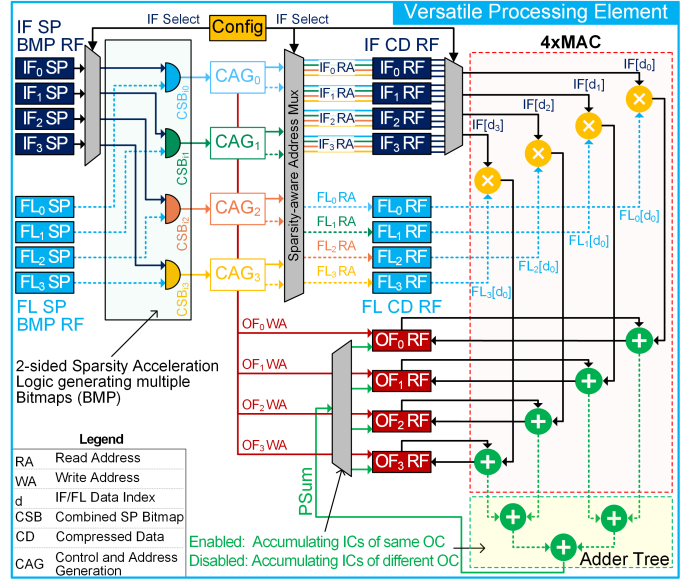 Versatile Processing Element
IF SP
BMP RF
IF Select
Config
IF Select
IF CD RF
4xMAC
IF0 SP
IF1 SP
IF2 SP
IF3 SP
FL0 SP
FL1 SP
FL2 SP
FL3 SP
FL SP
BMP RF
CSBi0
CSBi1
CSBi2
CSBi3
CAG0
CAG1
CAG2
CAG3
Sparsity-aware Address Mux
IF0 RA
IF1 RA
IF2 RA
IF3 RA
FL0 RA
FL1 RA
FL2 RA
FL3 RA
IF0 RF
IF1 RF
IF2 RF
IF3 RF
FL0 RF
FL1 RF
FL2 RF
FL3 RF
FL CD RF
IF[d0]
IF[d1]
IF[d2]
IF[d3]
FL0[d0]
FL1[d0]
FL2[d0]
FL3[d0]
OF0 WA
OF1 WA
OF2 WA
OF3 WA
OF0 RF
OF1 RF
OF2 RF
OF3 RF
PSum
2-sided Sparsity Acceleration
Logic generating multiple
Bitmaps (BMP)
Legend
RA Read Address
WA Write Address
d IF/FL Data Index
CSB Combined SP Bitmap
CD Compressed Data
CAG Control and Address
Generation
Enabled: Accumulating ICs of same OC
Disabled: Accumulating ICs of different OC
Adder Tree